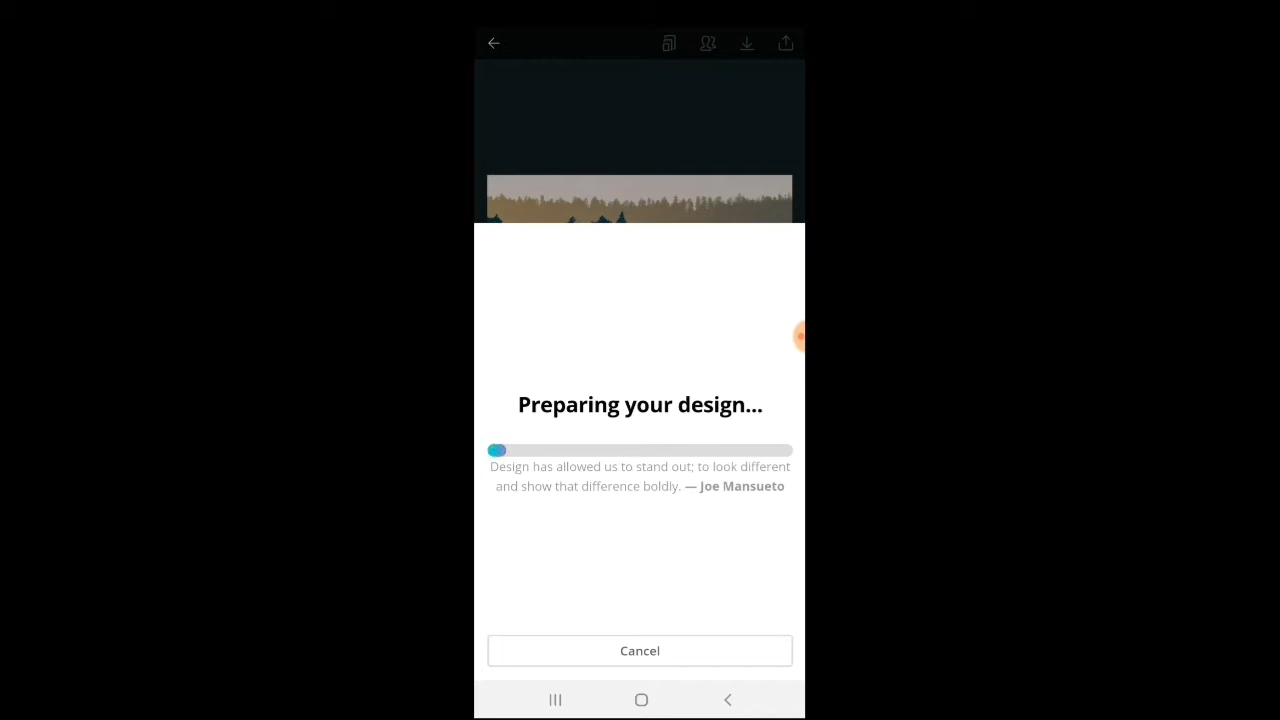 Preparing your design...
Design has allowed us to stand out; to look different
and show that difference boldly. — Joe Mansueto
Cancel